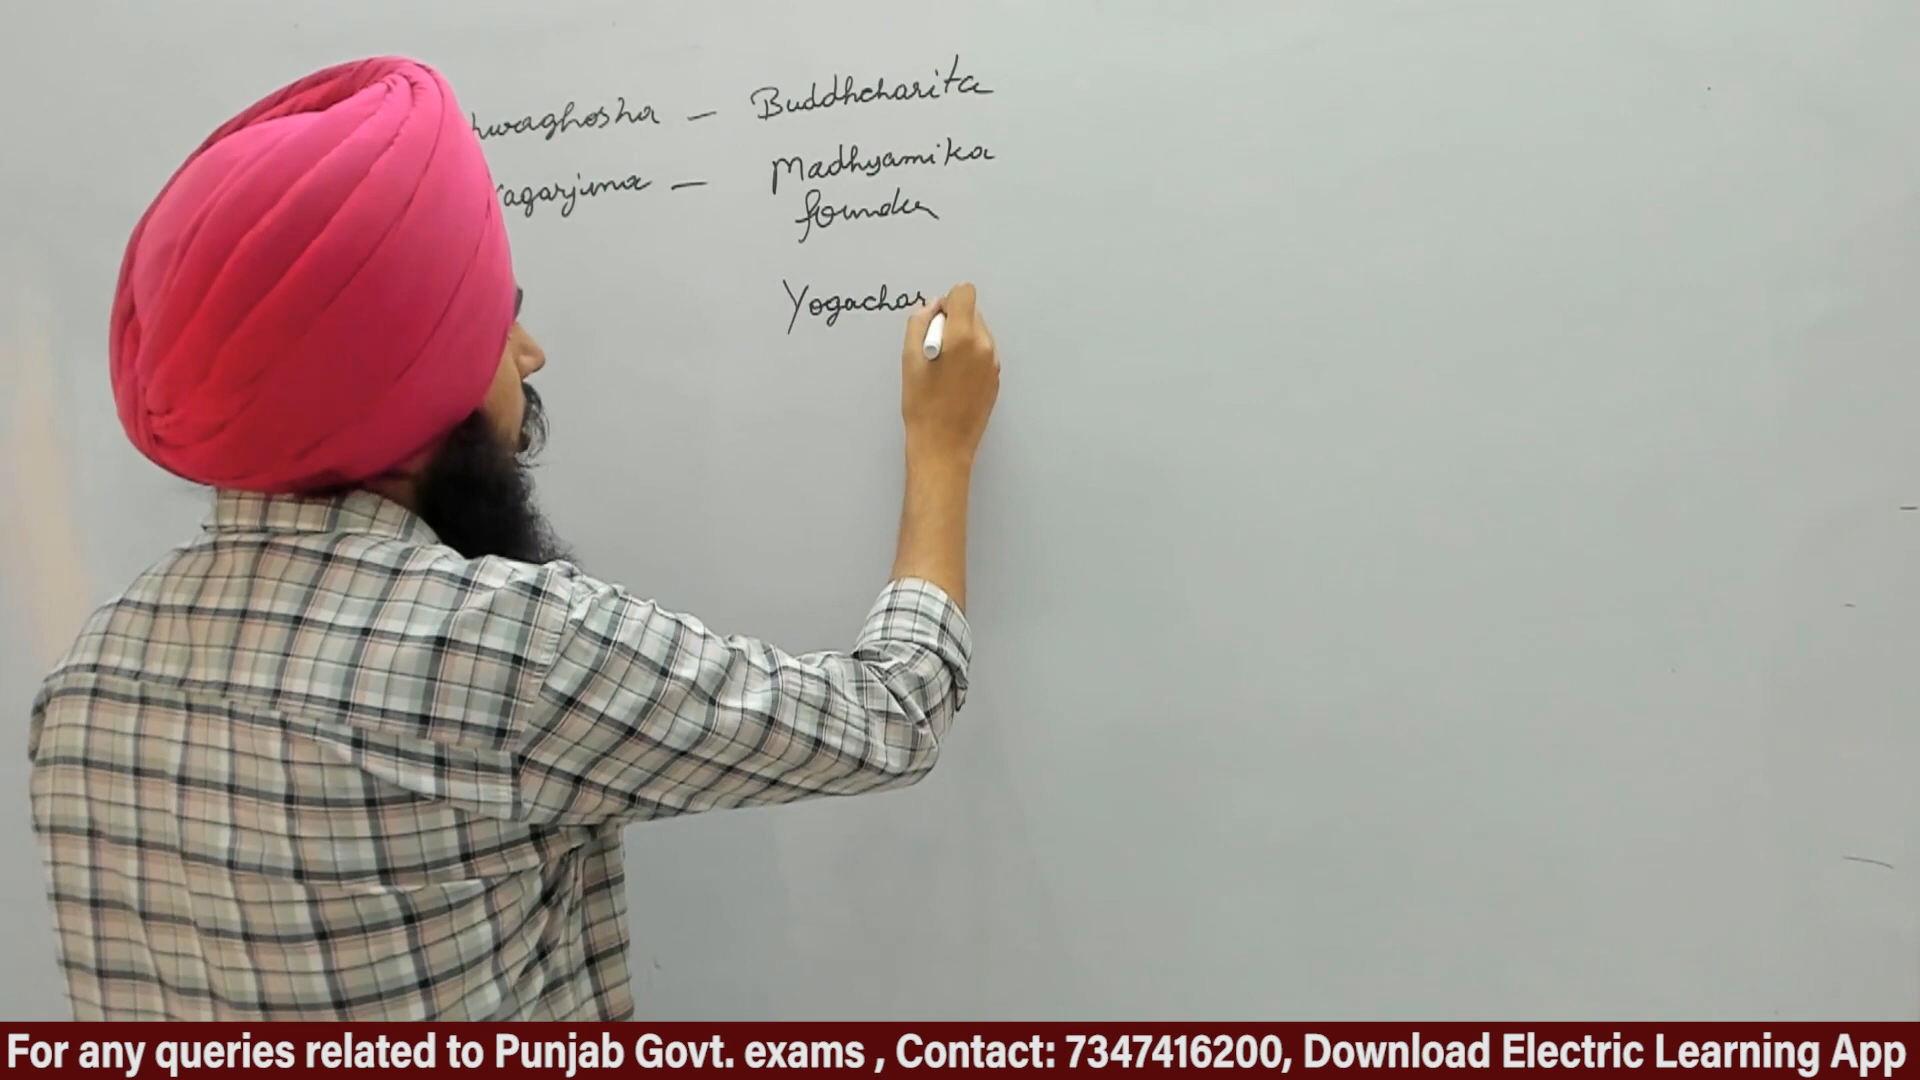 hwaghosha – Buddhcharita
agarjuna – Madhyamika
founder
Yogachar
For any queries related to Punjab Govt. exams , Contact: 7347416200, Download Electric Learning App